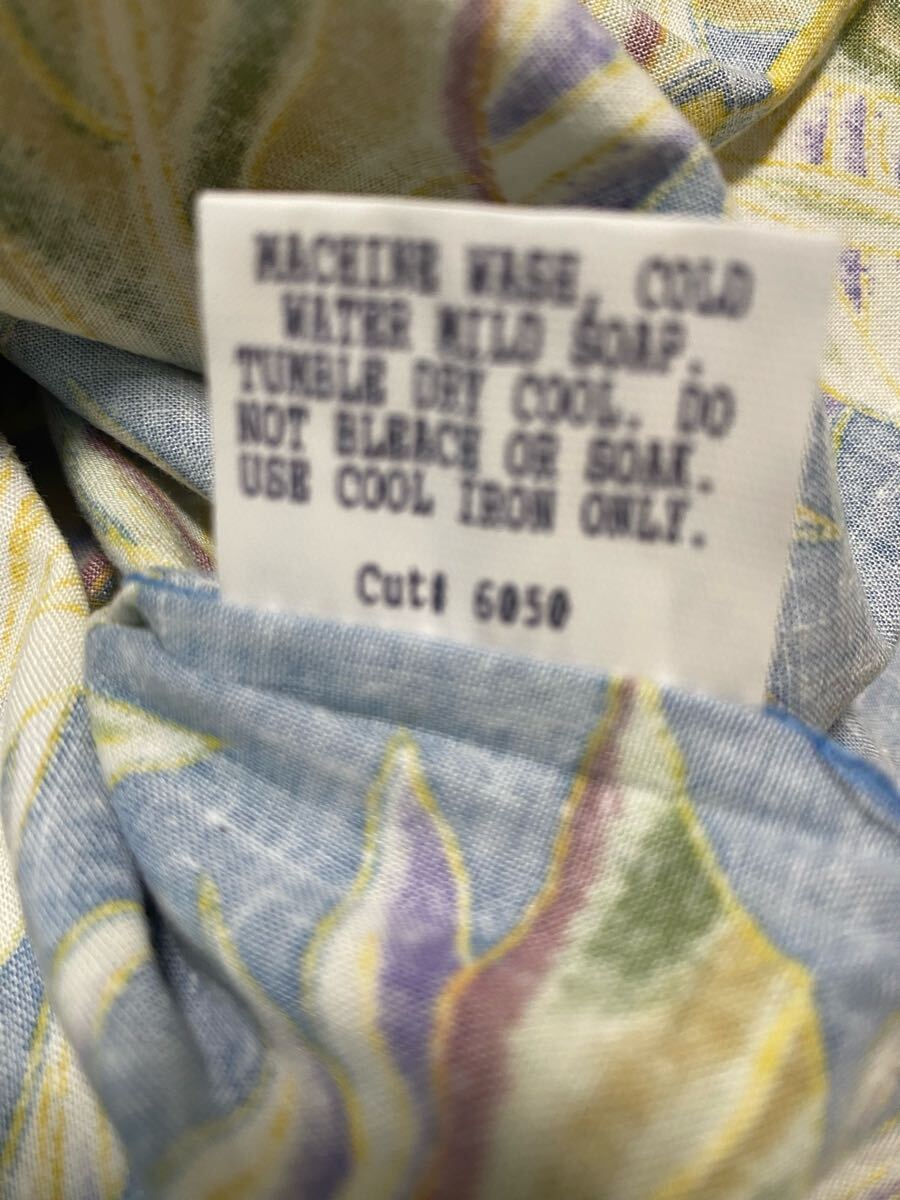 MACHINE WASH, COLD
WATER MILD SOAP.
TUMBLE DRY COOL. DO
NOT BLEACH OR SOAK.
USE COOL IRON ONLY.
Cut# 6050